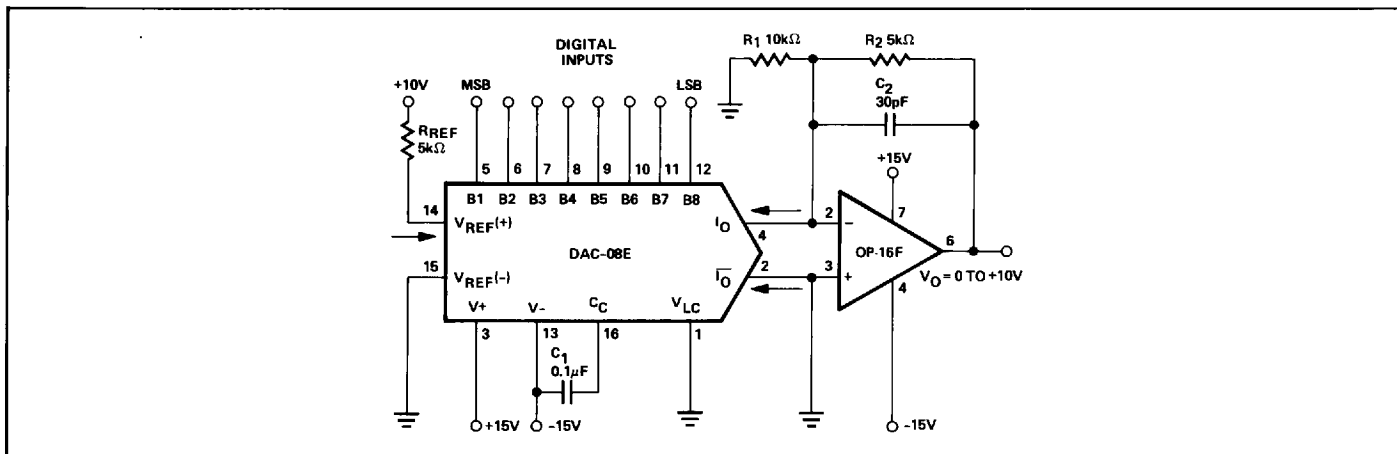 DIGITAL
INPUTS
R1 10kΩ
R2 5kΩ
+10V
MSB
LSB
C2
30pF
RREF
5kΩ
+15V
5 6 7 8 9 10 11 12
B1 B2 B3 B4 B5 B6 B7 B8
14
VREF(+)
IO
4
2
−
7
6
DAC-08E
OP-16F
15
VREF(−)
IO
2
3
+
4
VO = 0 TO +10V
V+
V−
CC
VLC
3
13
16
1
C1
0.1μF
+15V
−15V
−15V